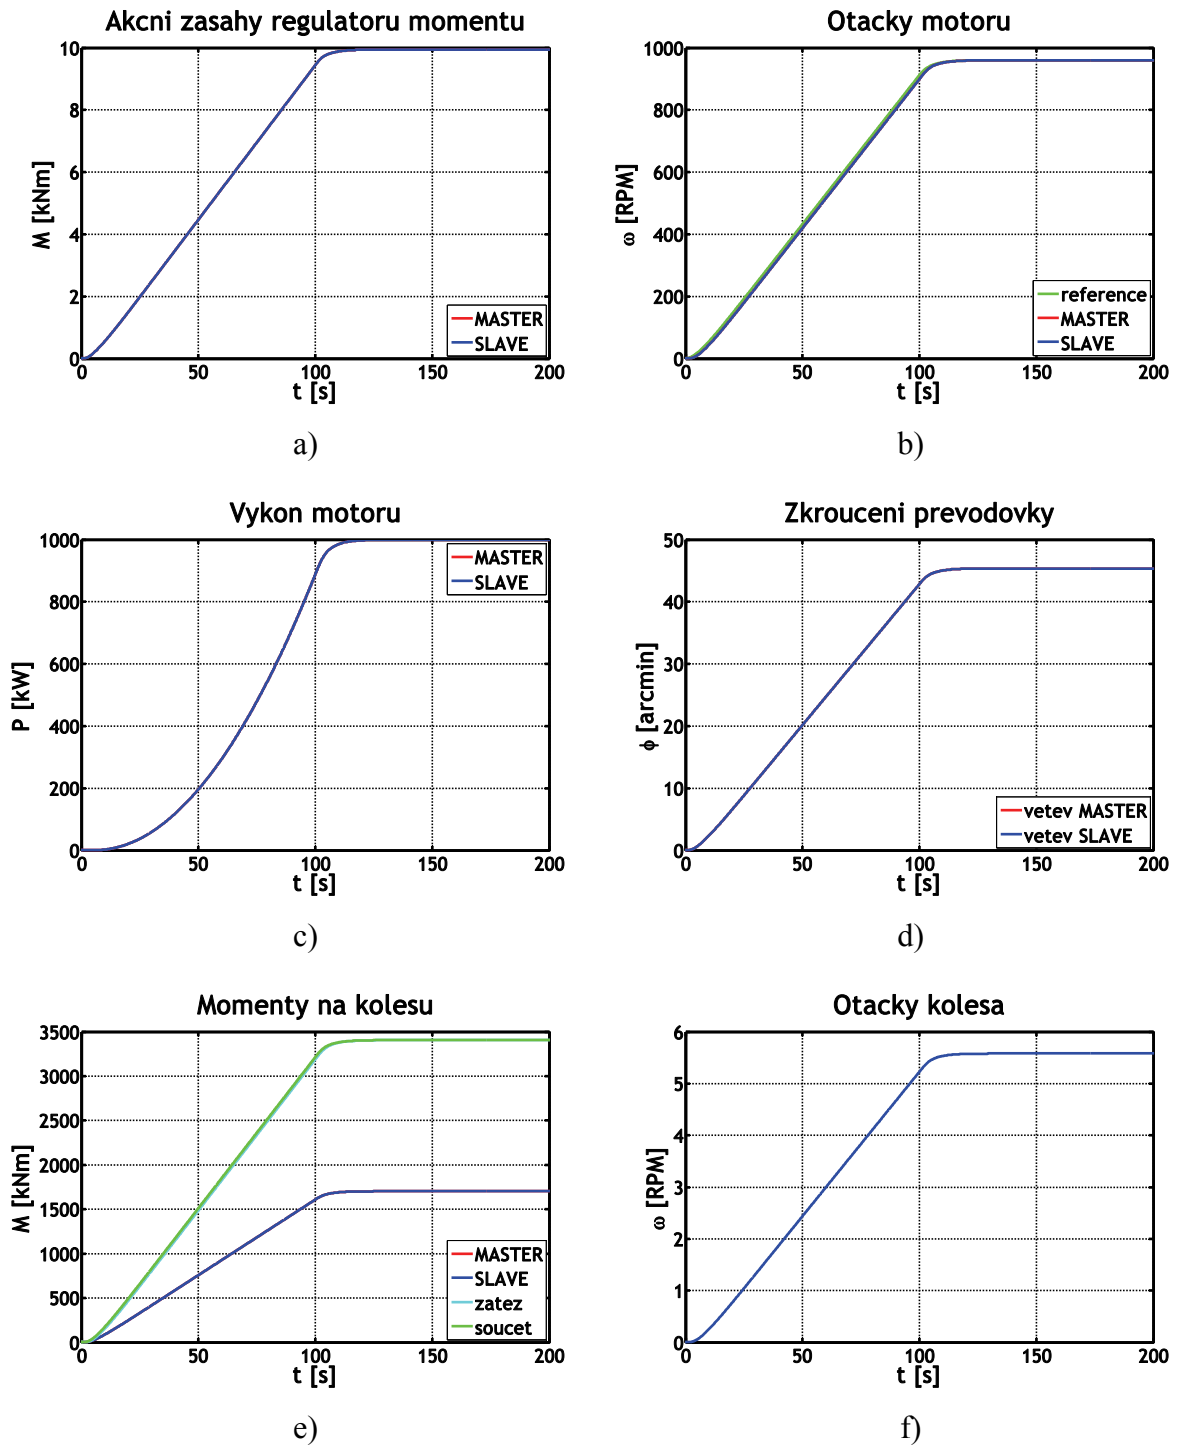 Akcni zasahy regulatoru momentu
M [kNm]
10
8
6
4
2
0
0 50 100 150 200
t [s]
MASTER
SLAVE
a)
Otacky motoru
ω [RPM]
1000
800
600
400
200
0
0 50 100 150 200
t [s]
reference
MASTER
SLAVE
b)
Vykon motoru
P [kW]
1000
800
600
400
200
0
0 50 100 150 200
t [s]
MASTER
SLAVE
c)
Zkrouceni prevodovky
ϕ [arcmin]
50
40
30
20
10
0
0 50 100 150 200
t [s]
vetev MASTER
vetev SLAVE
d)
Momenty na kolesu
M [kNm]
3500
3000
2500
2000
1500
1000
500
0
0 50 100 150 200
t [s]
MASTER
SLAVE
zatez
soucet
e)
Otacky kolesa
ω [RPM]
6
5
4
3
2
1
0
0 50 100 150 200
t [s]
f)